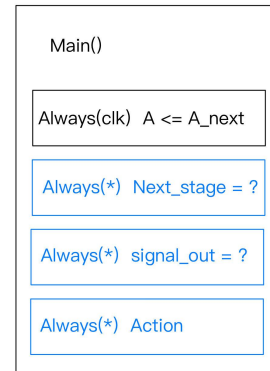 Main()
Always(clk) A <= A_next
Always(*) Next_stage = ?
Always(*) signal_out = ?
Always(*) Action